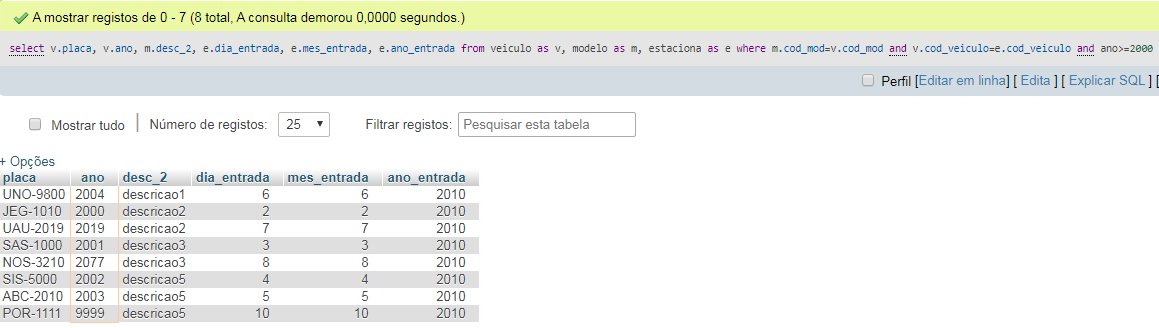 A mostrar registos de 0 - 7 (8 total, A consulta demorou 0,0000 segundos.)
select v.placa, v.ano, m.desc_2, e.dia_entrada, e.mes_entrada, e.ano_entrada from veiculo as v, modelo as m, estaciona as e where m.cod_mod=v.cod_mod and v.cod_veiculo=e.cod_veiculo and ano>=2000
Perfil [Editar em linha] [ Edita ] [ Explicar SQL ] [
Mostrar tudo | Número de registos: 25 Filtrar registos: Pesquisar esta tabela
+ Opções
placa ano desc_2 dia_entrada mes_entrada ano_entrada
UNO-9800 2004 descricao1 6 6 2010
JEG-1010 2000 descricao2 2 2 2010
UAU-2019 2019 descricao2 7 7 2010
SAS-1000 2001 descricao3 3 3 2010
NOS-3210 2077 descricao3 8 8 2010
SIS-5000 2002 descricao5 4 4 2010
ABC-2010 2003 descricao5 5 5 2010
POR-1111 9999 descricao5 10 10 2010